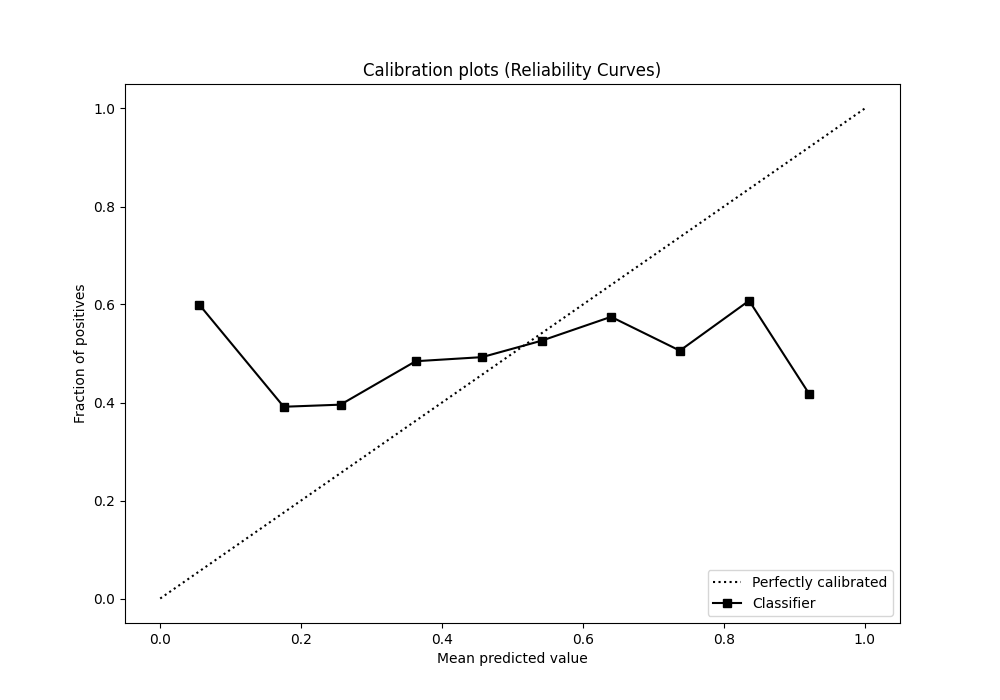 Calibration plots (Reliability Curves)
1.0
0.8
0.6
0.4
0.2
0.0
Fraction of positives
0.0 0.2 0.4 0.6 0.8 1.0
Mean predicted value
Perfectly calibrated
Classifier